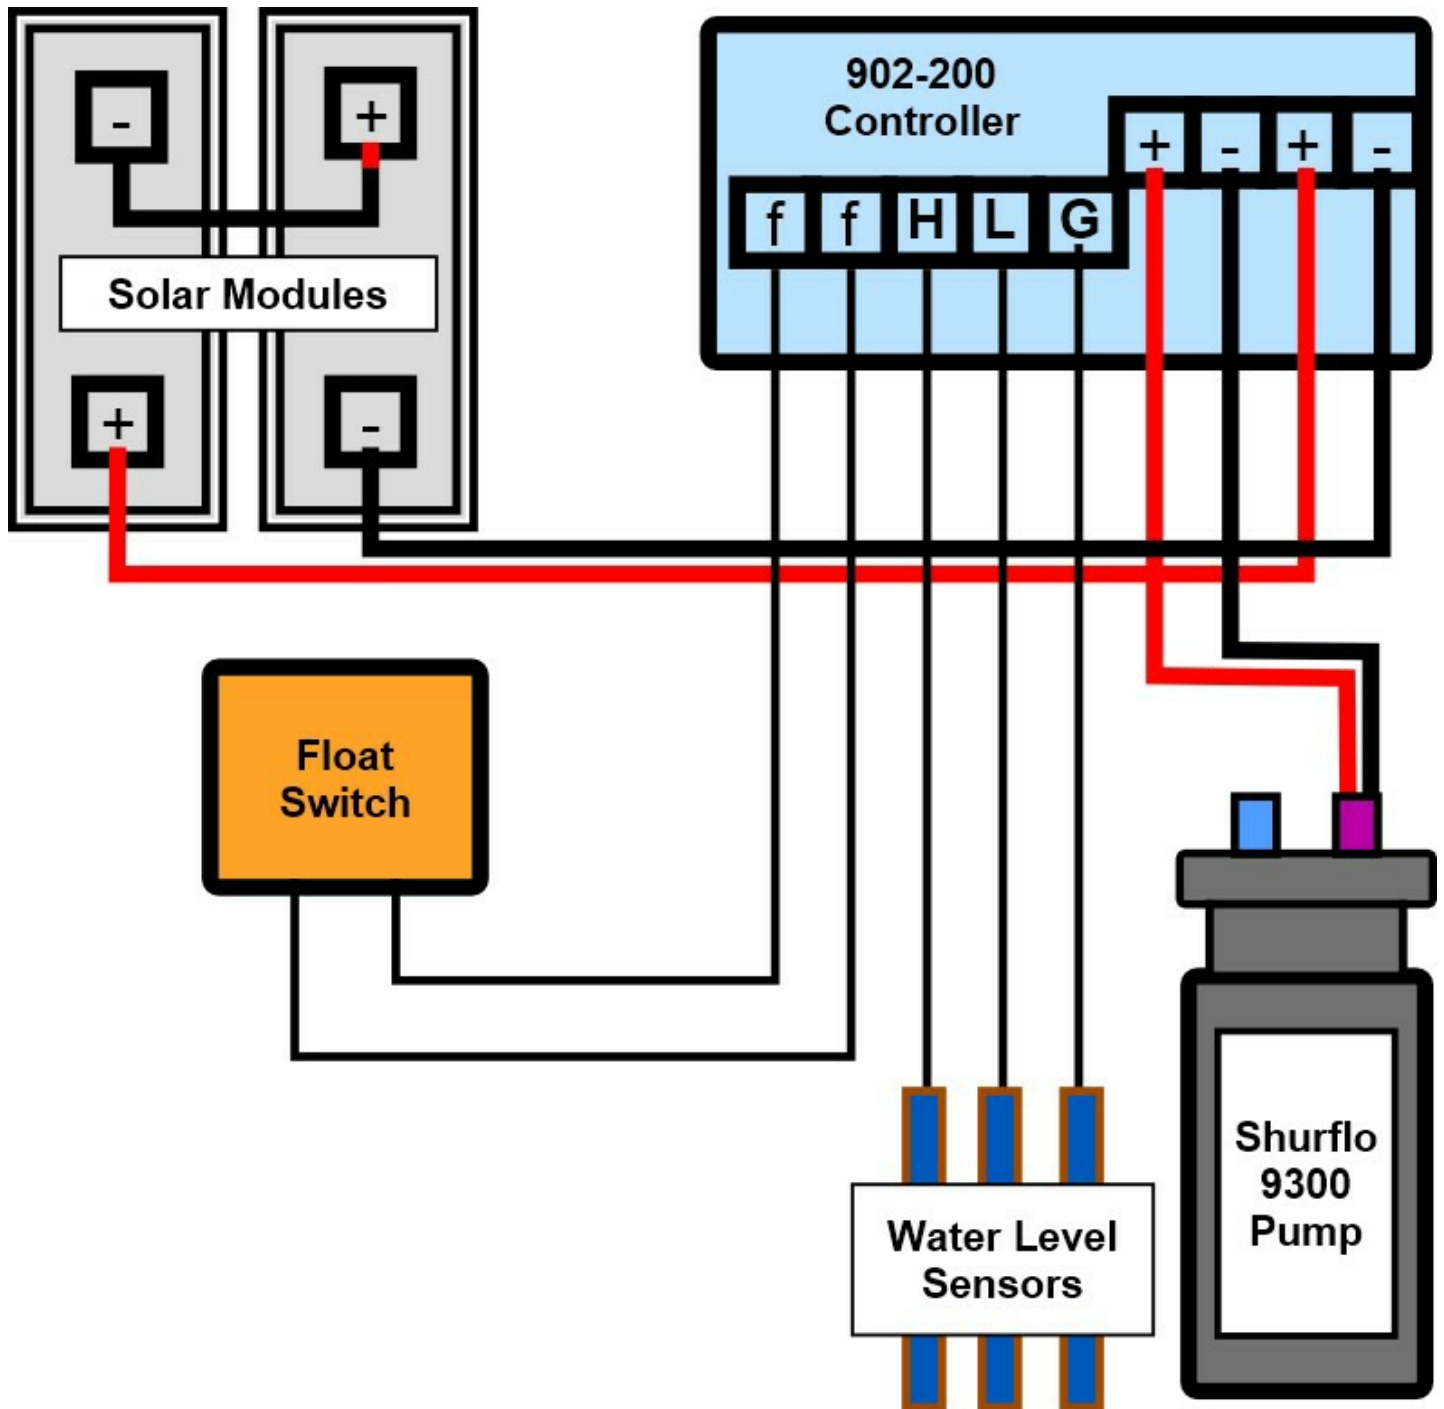 - +
Solar Modules
+ -
902-200
Controller
+ - + -
f f H L G
Float
Switch
Water Level
Sensors
Shurflo
9300
Pump